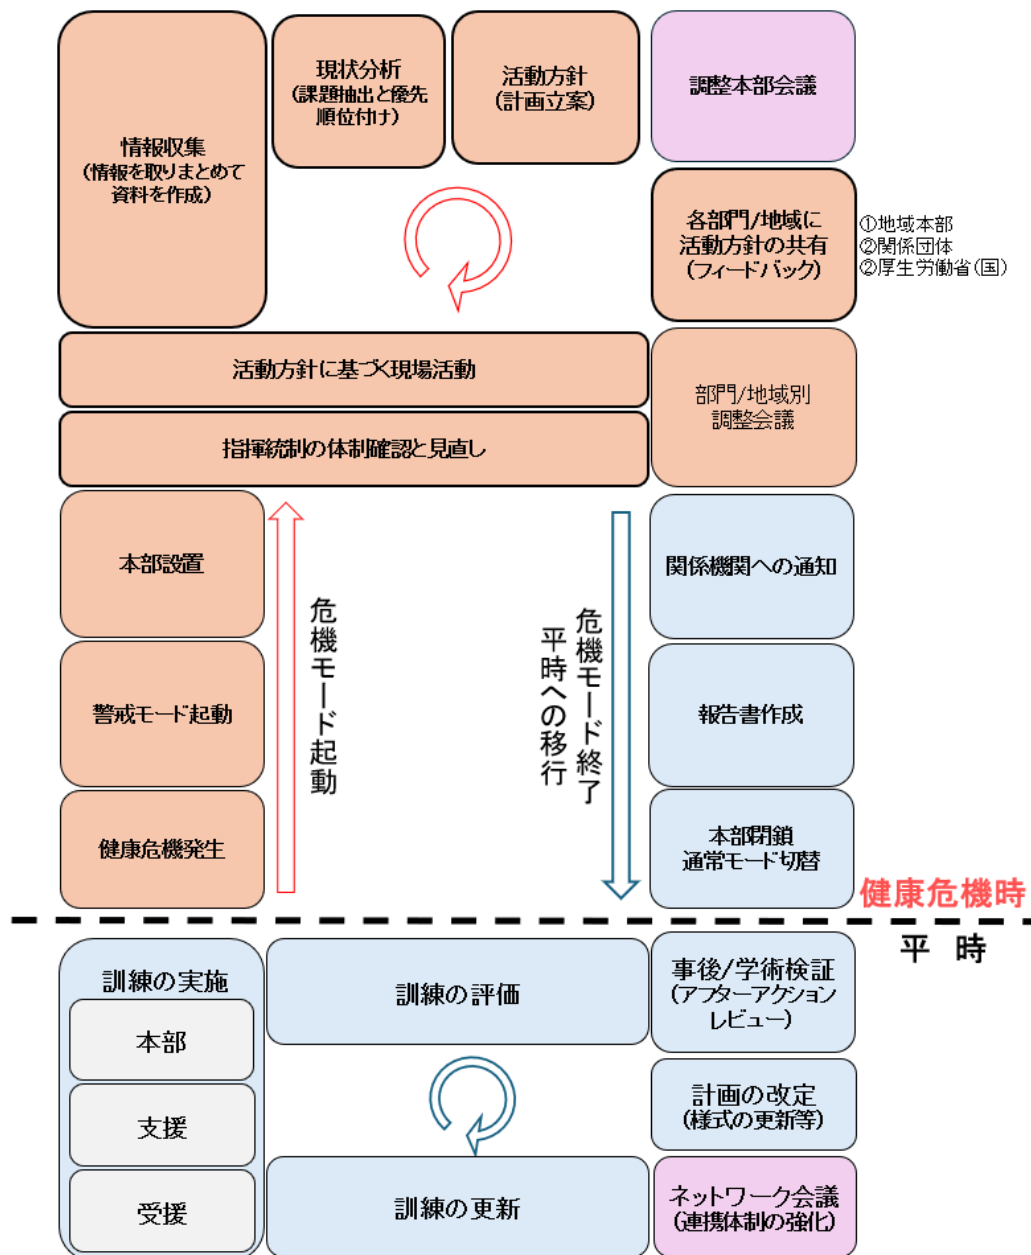 情報収集
(情報を取りまとめて
資料を作成)
現状分析
(課題抽出と優先
順位付け)
活動方針
(計画立案)
調整本部会議
各部門/地域に
活動方針の共有
(フィードバック)
①地域本部
②関係団体
②厚生労働省(国)
活動方針に基づく現場活動
部門/地域別
調整会議
指揮統制の体制確認と見直し
本部設置
警戒モード起動
健康危機発生
危機モード起動
危機モード終了
平時への移行
関係機関への通知
報告書作成
本部閉鎖
通常モード切替
健康危機時
平 時
訓練の実施
本部
支援
受援
訓練の評価
訓練の更新
事後/学術検証
(アフターアクション
レビュー)
計画の改定
(様式の更新等)
ネットワーク会議
(連携体制の強化)